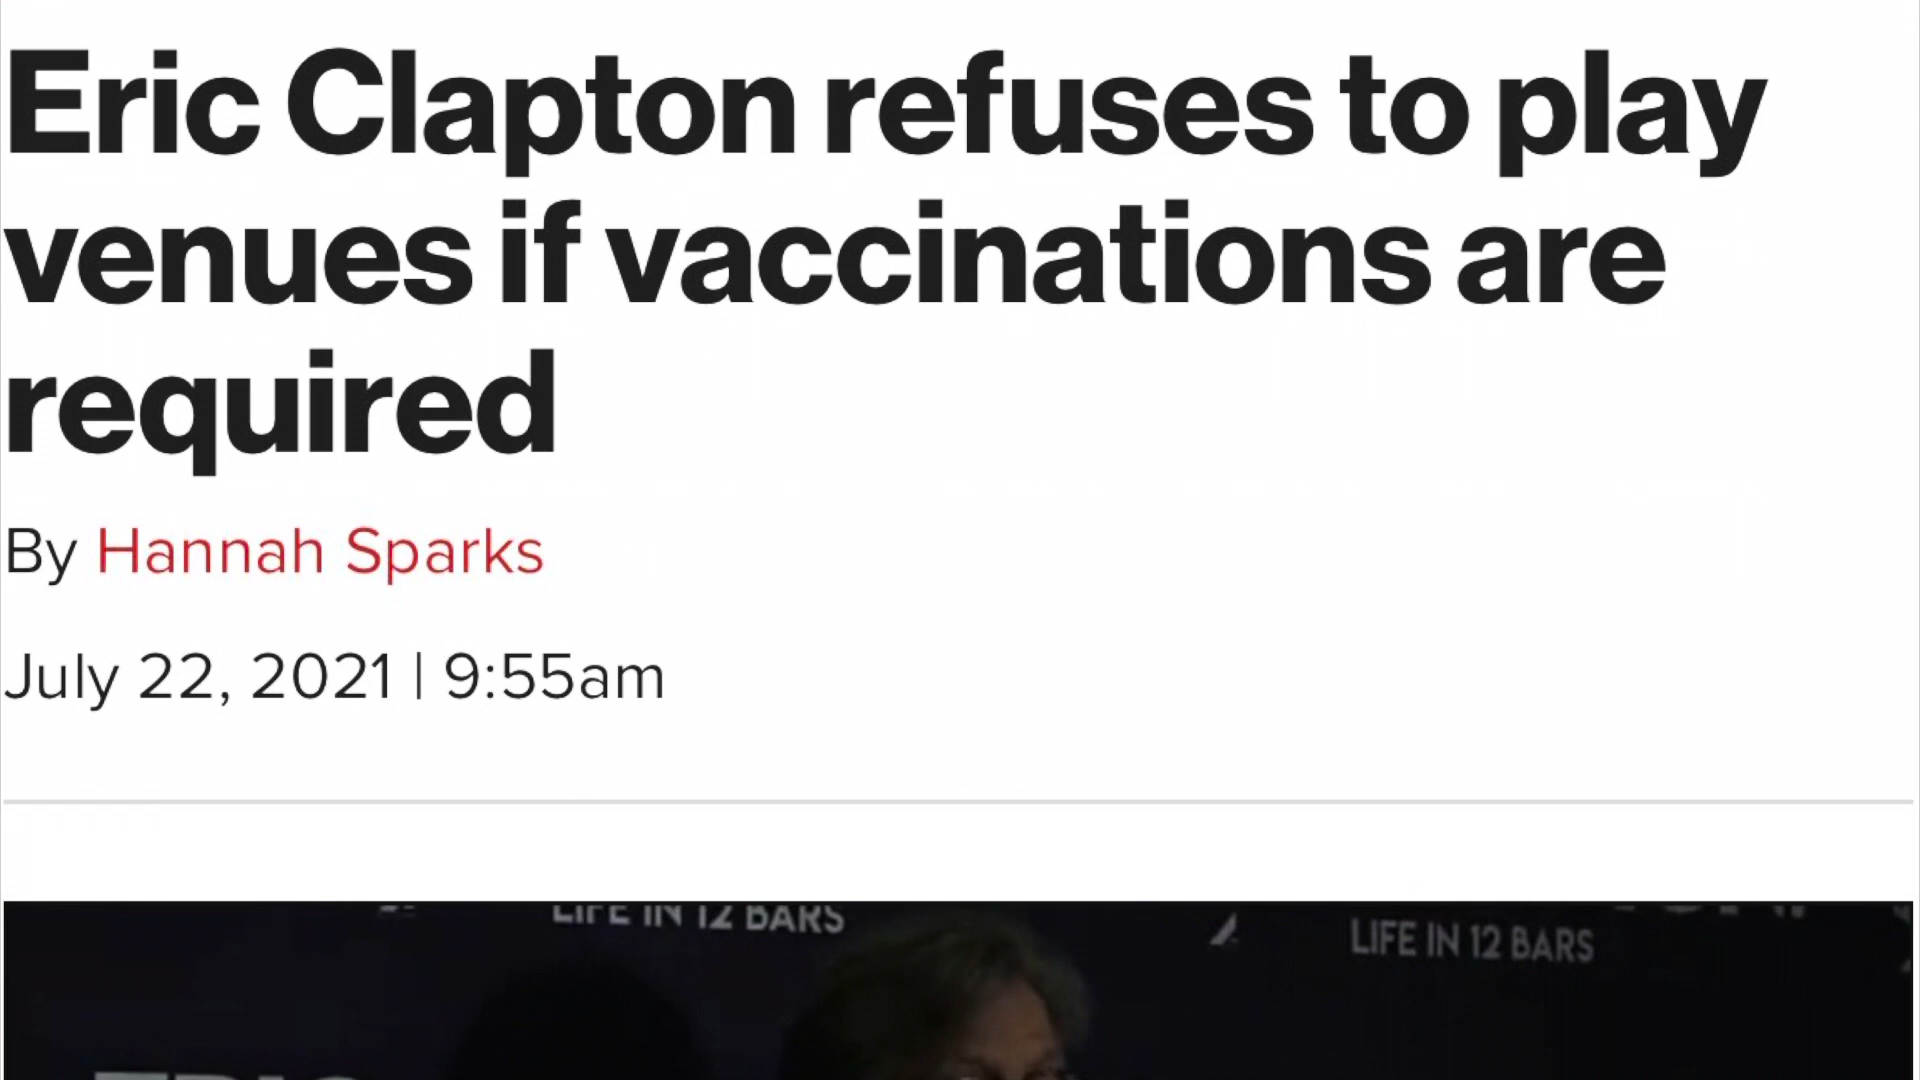 Eric Clapton refuses to play
venues if vaccinations are
required
By Hannah Sparks
July 22, 2021 | 9:55am
LIFE IN 12 BARS
LIFE IN 12 BARS